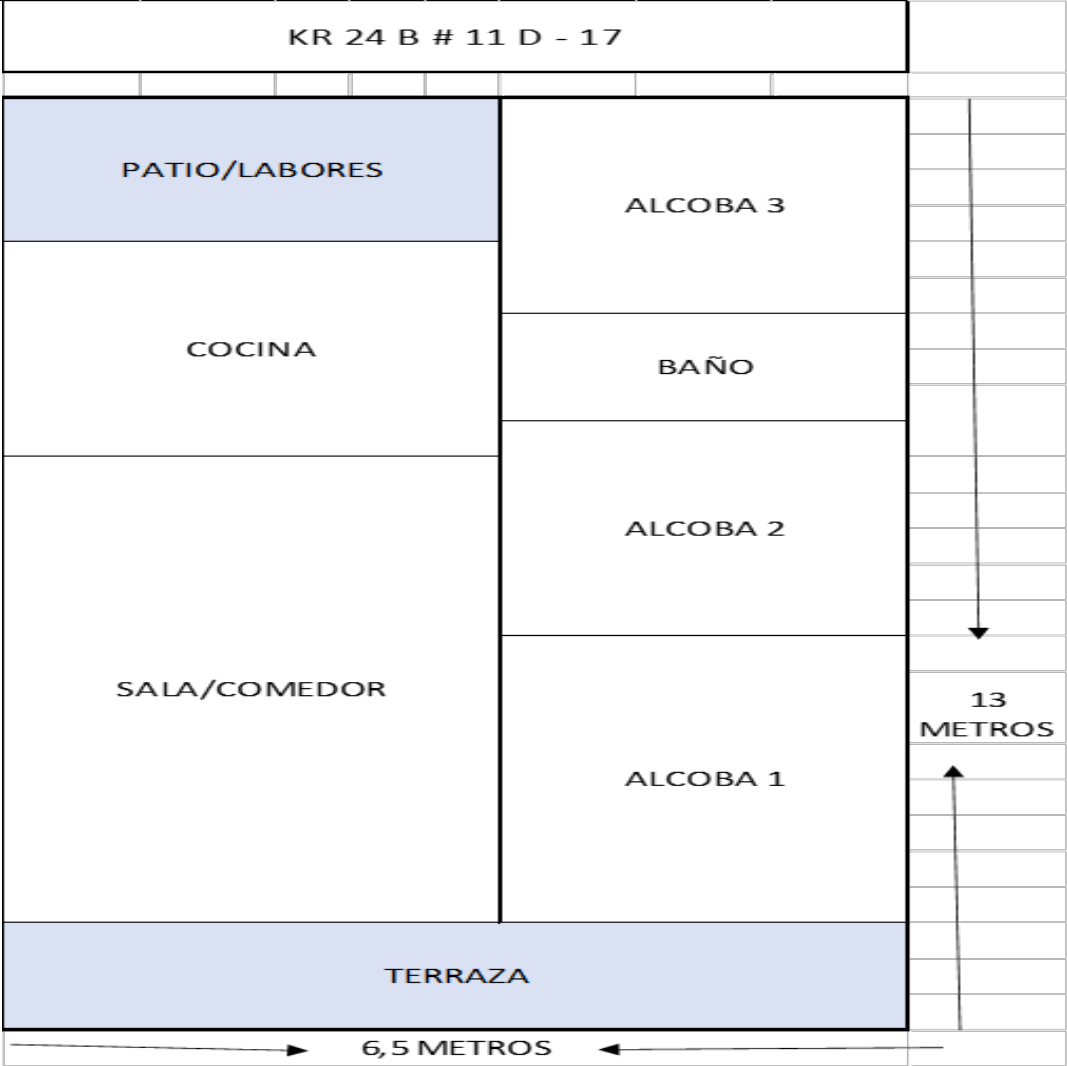 KR 24 B # 11 D - 17
PATIO/LABORES
ALCOBA 3
COCINA
BAÑO
ALCOBA 2
SALA/COMEDOR
13
METROS
ALCOBA 1
TERRAZA
6,5 METROS